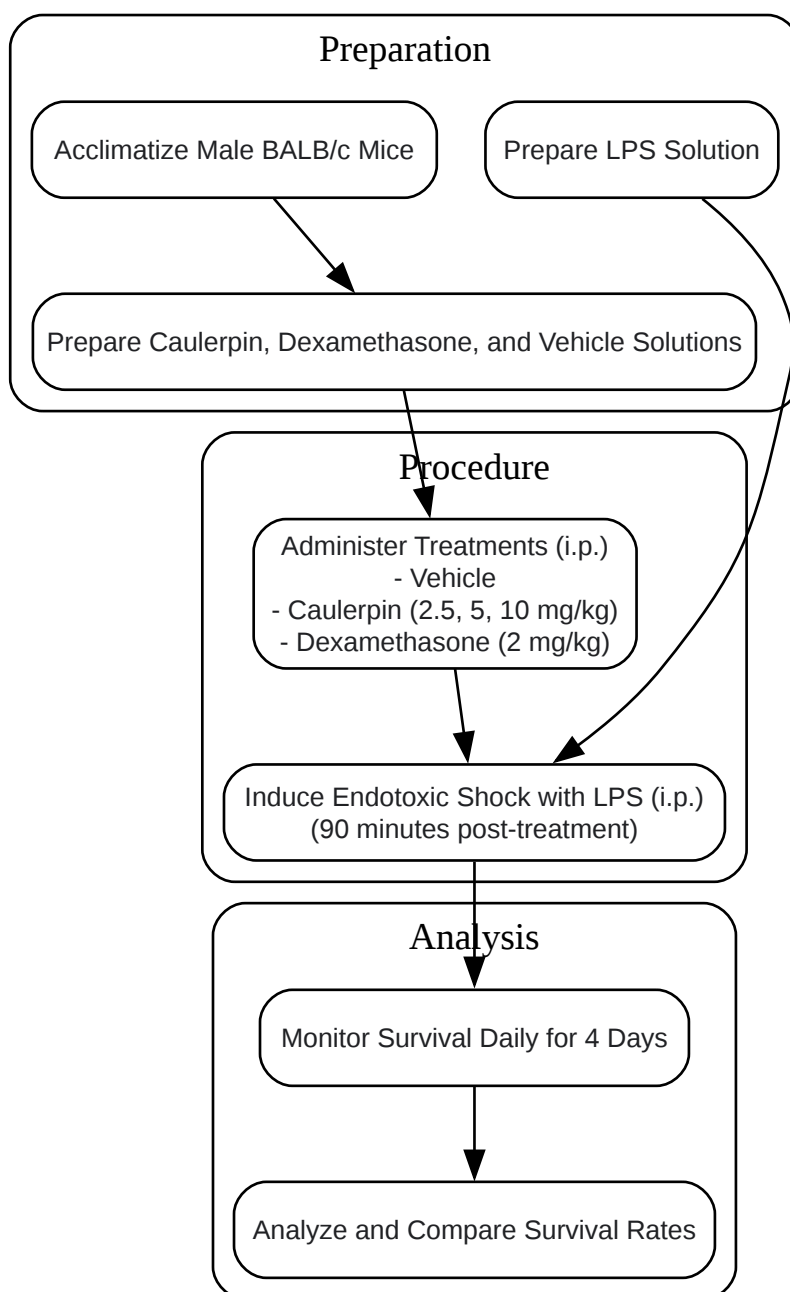 Preparation
Acclimatize Male BALB/c Mice
Prepare LPS Solution
Prepare Caulerpin, Dexamethasone, and Vehicle Solutions
Procedure
Administer Treatments (i.p.)
- Vehicle
- Caulerpin (2.5, 5, 10 mg/kg)
- Dexamethasone (2 mg/kg)
Induce Endotoxic Shock with LPS (i.p.)
(90 minutes post-treatment)
Analysis
Monitor Survival Daily for 4 Days
Analyze and Compare Survival Rates